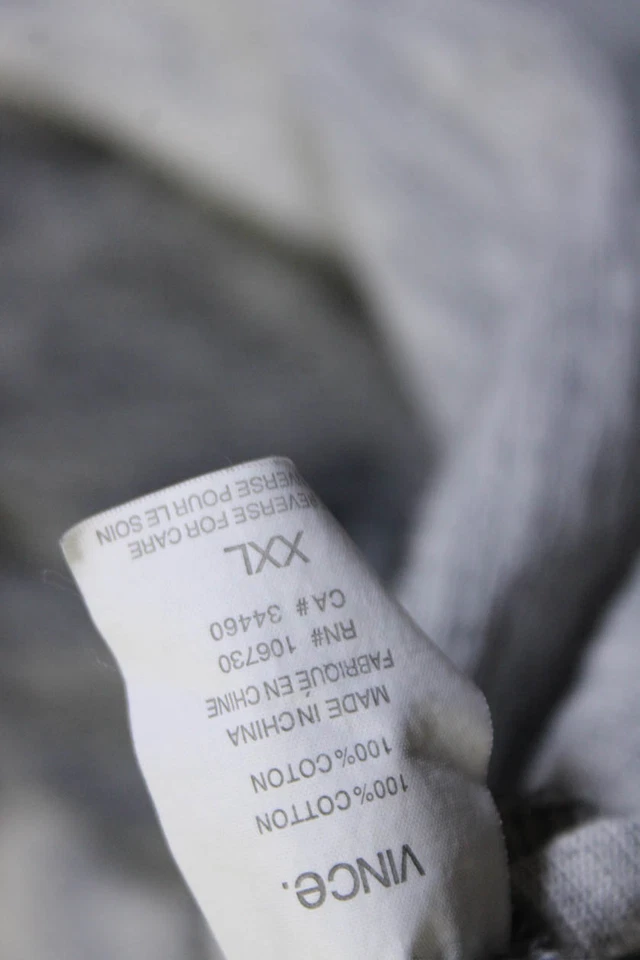 VINCe.
100% COTTON
100% COTON
MADE IN CHINA
FABRIQUÉ EN CHINE
RN# 106730
CA# 34460
XXL
REVERSE FOR CARE
POUR LE SOIN